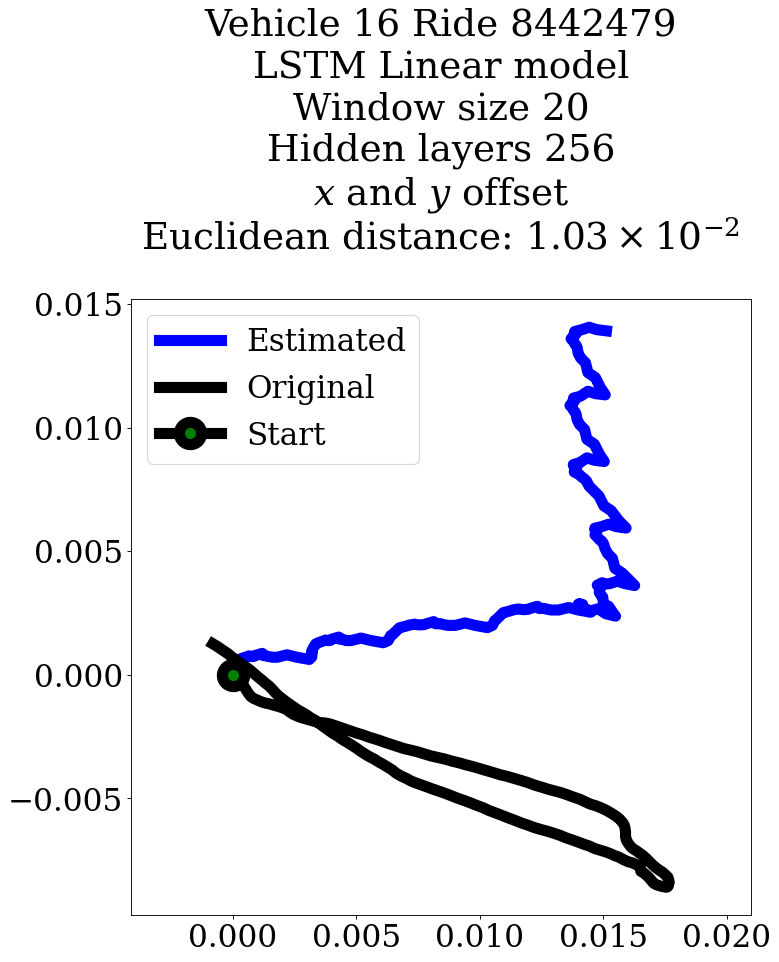 Vehicle 16 Ride 8442479
LSTM Linear model
Window size 20
Hidden layers 256
x and y offset
Euclidean distance: 1.03 × 10⁻²
0.015
0.010
0.005
0.000
−0.005
Estimated
Original
Start
0.000 0.005 0.010 0.015 0.020